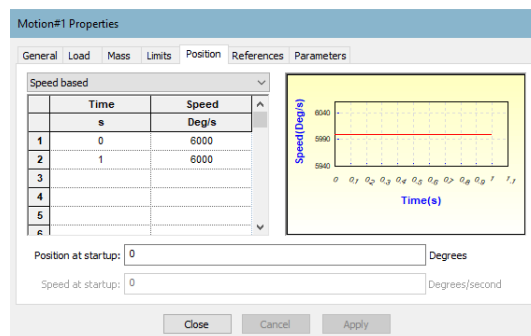 Motion#1 Properties
General Load Mass Limits Position References Parameters
Speed based
Time Speed
s Deg/s
1 0 6000
2 1 6000
3
4
5
6
Speed(Deg/s)
6040
5990
5940
0 0,1 0,2 0,3 0,4 0,5 0,6 0,7 0,8 0,9 1 1,1
Time(s)
Position at startup: 0 Degrees
Speed at startup: 0 Degrees/second
Close Cancel Apply